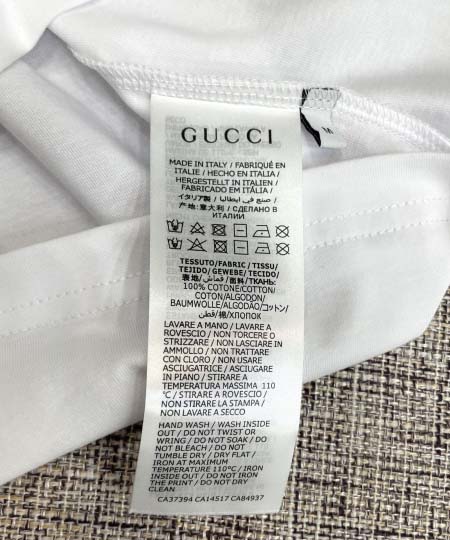 GUCCI
MADE IN ITALY / FABRIQUÉ EN
ITALIE / HECHO EN ITALIA /
HERGESTELLT IN ITALIEN /
FABRICADO EM ITÁLIA /
イタリア製 / صنع في ايطاليا /
产地:意大利 / СДЕЛАНО В
ИТАЛИИ
TESSUTO/FABRIC/TISSU/
TEJIDO/GEWEBE/TECIDO/
裏地/قماش/面料/ТКАНЬ:
100% COTONE/COTTON/
COTON/ALGODON/
BAUMWOLLE/ALGODÃO/コットン/
قطن/棉/ХЛОПОК
LAVARE A MANO / LAVARE A
ROVESCIO / NON TORCERE O
STRIZZARE / NON LASCIARE IN
AMMOLLO / NON TRATTARE
CON CLORO / NON USARE
ASCIUGATRICE / ASCIUGARE
IN PIANO / STIRARE A
TEMPERATURA MASSIMA 110
℃ / STIRARE A ROVESCIO /
NON STIRARE LA STAMPA /
NON LAVARE A SECCO
HAND WASH / WASH INSIDE
OUT / DO NOT TWIST OR
WRING / DO NOT SOAK / DO
NOT BLEACH / DO NOT
TUMBLE DRY / DRY FLAT /
IRON AT MAXIMUM
TEMPERATURE 110℃ / IRON
INSIDE OUT / DO NOT IRON
THE PRINT / DO NOT DRY
CLEAN
CA37394 CA14517 CA84937
M